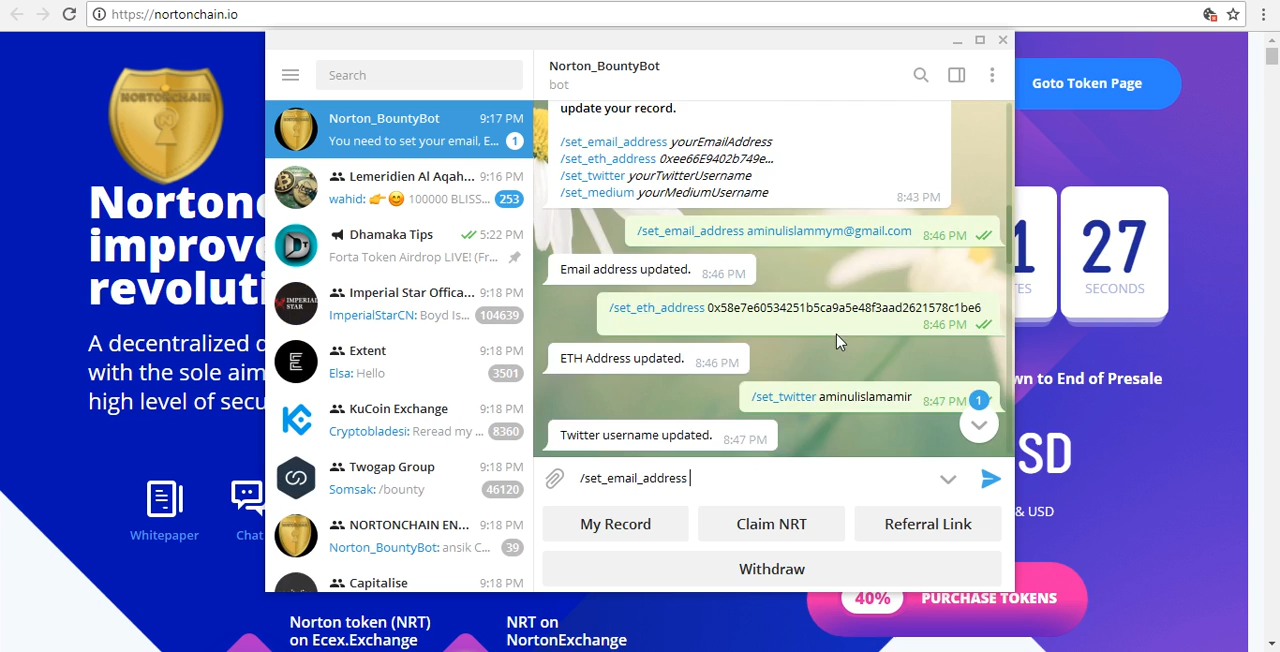 https://nortonchain.io
NORTONCHAIN
Norton
improve
revoluti
A decentralized
with the sole aim
high level of secu
Whitepaper
Chat
Norton token (NRT)
on Ecex.Exchange
NRT on
NortonExchange
Search
Norton_BountyBot 9:17 PM
You need to set your email, E... 1
Lemeridien Al Aqah... 9:16 PM
wahid: 👉 😊 100000 BLISS... 253
Dhamaka Tips 5:22 PM
Forta Token Airdrop LIVE! (Fr...
IMPERIAL
STAR
Imperial Star Offica... 9:18 PM
ImperialStarCN: Boyd Is... 104639
Extent 9:18 PM
Elsa: Hello 3501
KuCoin Exchange 9:18 PM
Cryptobladesi: Reread my ... 8360
Twogap Group 9:18 PM
Somsak: /bounty 46120
NORTONCHAIN EN... 9:18 PM
Norton_BountyBot: ansik C... 39
Capitalise 9:18 PM
Norton_BountyBot
bot
update your record.
/set_email_address yourEmailAddress
/set_eth_address 0xee66E9402b749e...
/set_twitter yourTwitterUsername
/set_medium yourMediumUsername
8:43 PM
/set_email_address aminulislammym@gmail.com 8:46 PM
Email address updated. 8:46 PM
/set_eth_address 0x58e7e60534251b5ca9a5e48f3aad2621578c1be6
8:46 PM
ETH Address updated. 8:46 PM
/set_twitter aminulislamamir 8:47 PM 1
Twitter username updated. 8:47 PM
/set_email_address
My Record
Claim NRT
Referral Link
Withdraw
Goto Token Page
1 27
TES SECONDS
wn to End of Presale
SD
& USD
40% PURCHASE TOKENS